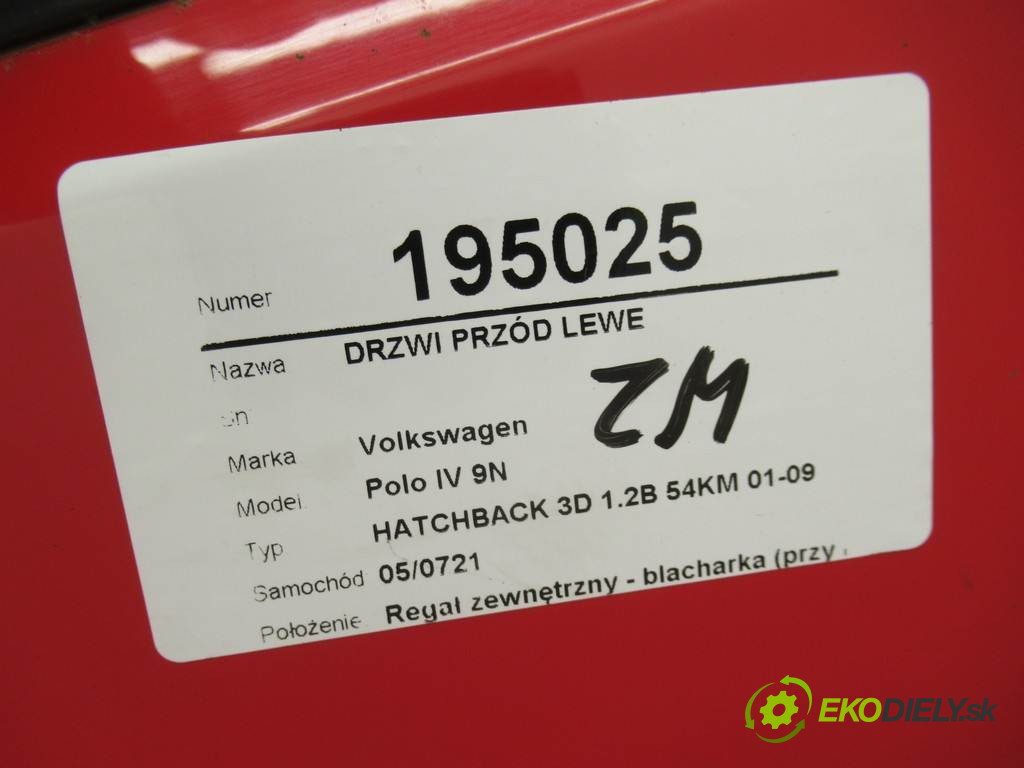 Numer 195025
Nazwa DRZWI PRZÓD LEWE
sn
ZM
Marka Volkswagen
Model Polo IV 9N
Typ HATCHBACK 3D 1.2B 54KM 01-09
Samochód 05/0721
Położenie Regał zewnętrzny - blacharka (przy
EKODIELY.sk